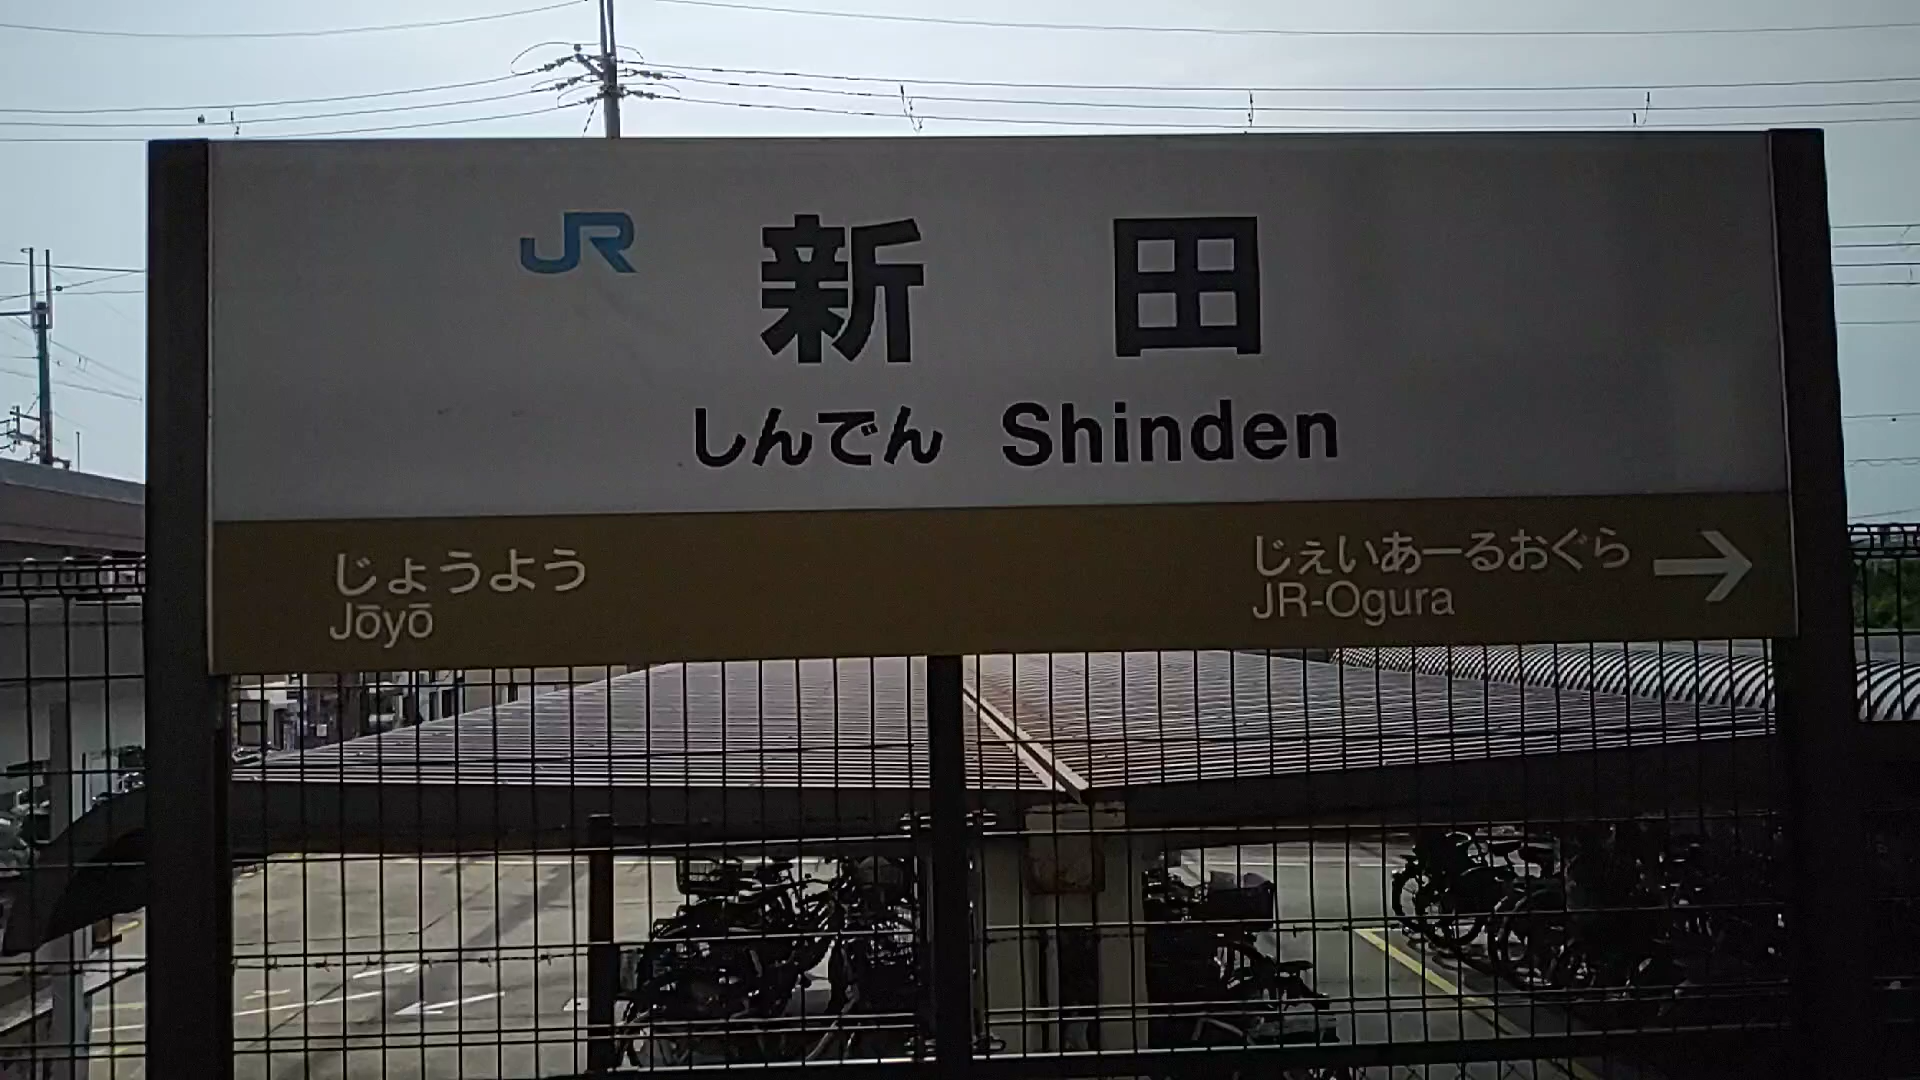 JR 新田
しんでん Shinden
じょうよう
Jōyō
じぇいあーるおぐら →
JR-Ogura